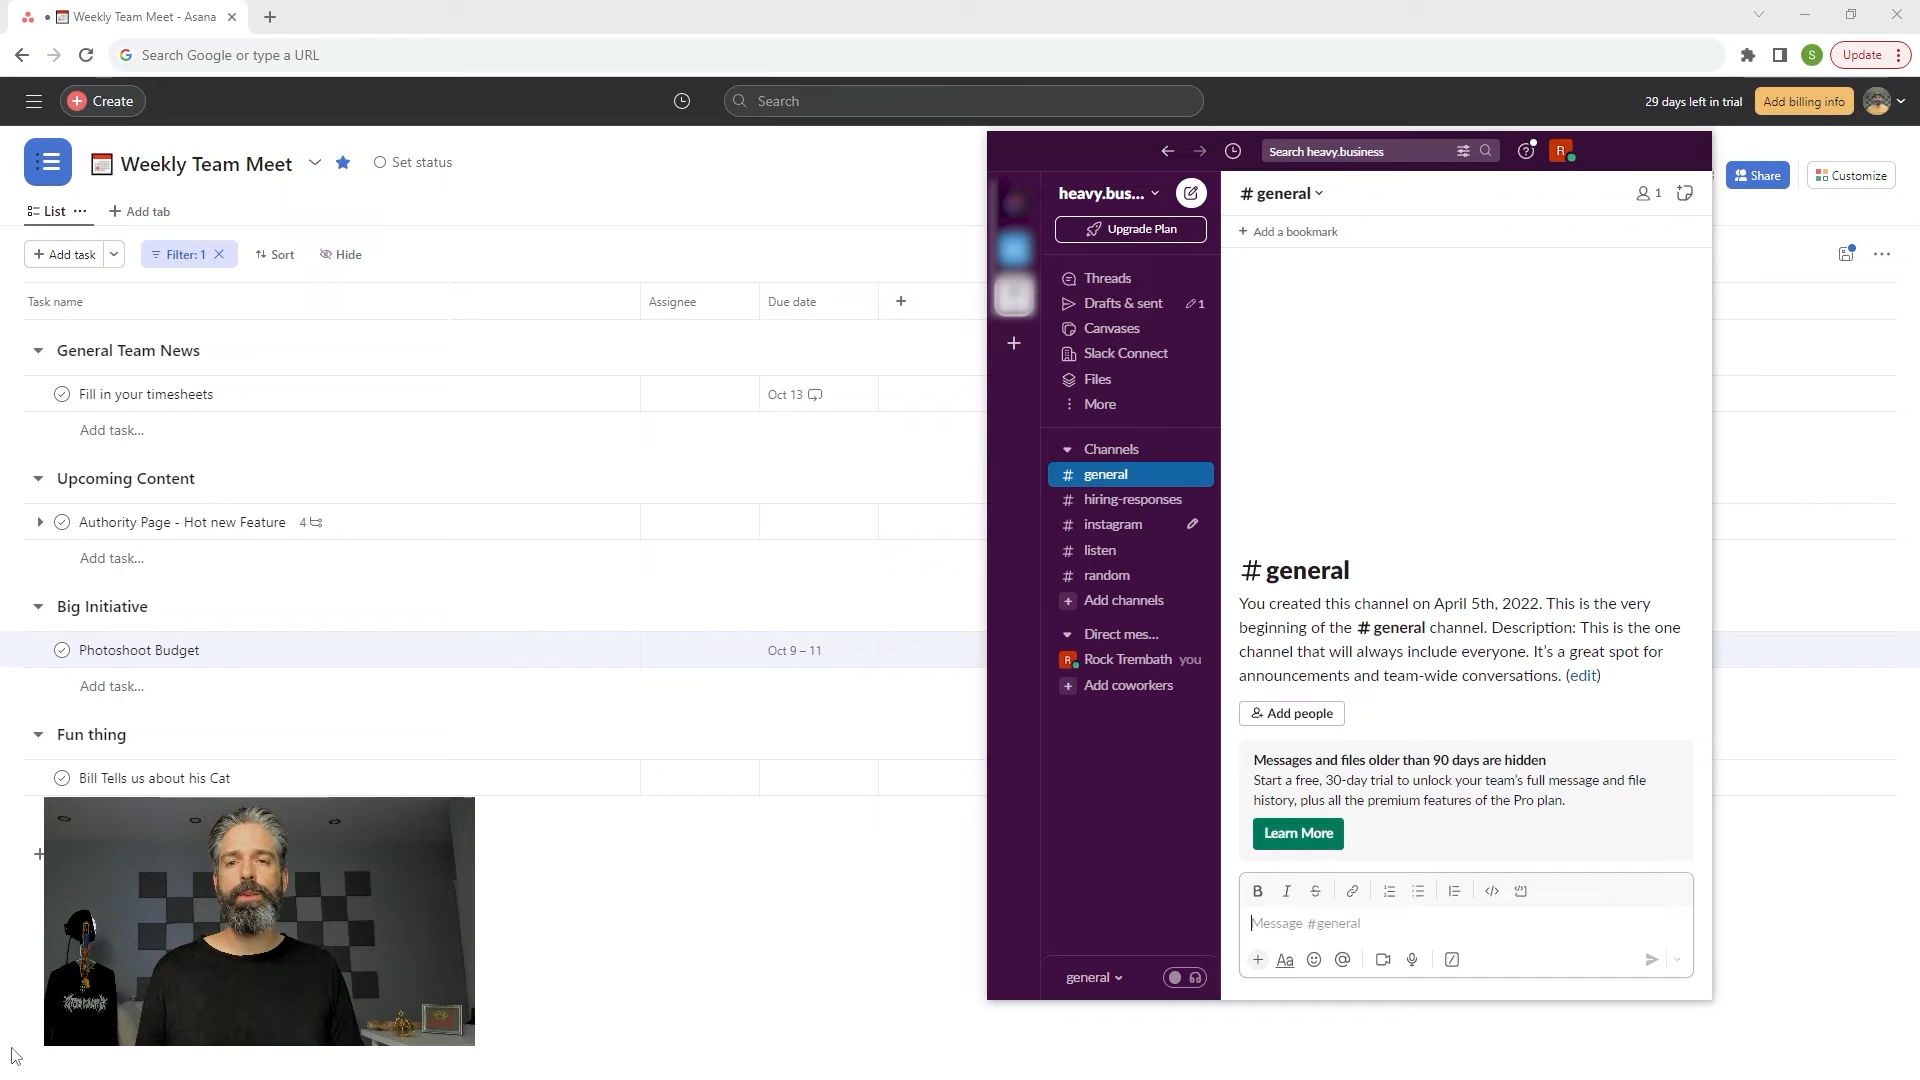 Weekly Team Meet - Asana
Search Google or type a URL
S
Update
Create
Search
29 days left in trial
Add billing info
Weekly Team Meet
Set status
Share
Customize
List
Add tab
Add task
Filter: 1
Sort
Hide
Task name
Assignee
Due date
General Team News
Fill in your timesheets
Oct 13
Add task...
Upcoming Content
Authority Page - Hot new Feature 4
Add task...
Big Initiative
Photoshoot Budget
Oct 9 – 11
Add task...
Fun thing
Bill Tells us about his Cat
Search heavy.business
R
heavy.bus...
Upgrade Plan
Threads
Drafts & sent 1
Canvases
Slack Connect
Files
More
Channels
# general
# hiring-responses
# instagram
# listen
# random
Add channels
Direct mes...
R Rock Trembath you
Add coworkers
general
# general
1
Add a bookmark
# general
You created this channel on April 5th, 2022. This is the very
beginning of the # general channel. Description: This is the one
channel that will always include everyone. It's a great spot for
announcements and team-wide conversations. (edit)
Add people
Messages and files older than 90 days are hidden
Start a free, 30-day trial to unlock your team's full message and file
history, plus all the premium features of the Pro plan.
Learn More
B I S
Message #general
Aa